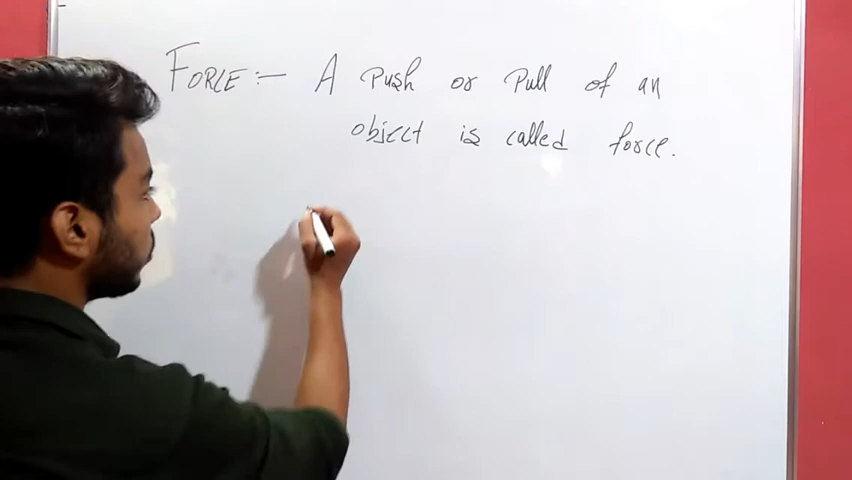 FORCE :- A Push or Pull of an
object is called force.